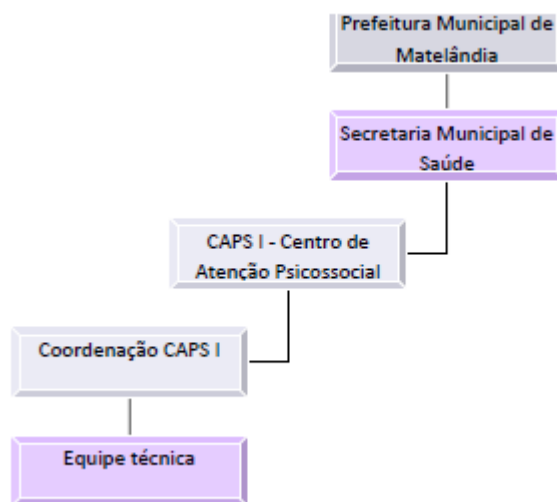 Prefeitura Municipal de
Matelândia
Secretaria Municipal de
Saúde
CAPS I - Centro de
Atenção Psicossocial
Coordenação CAPS I
Equipe técnica